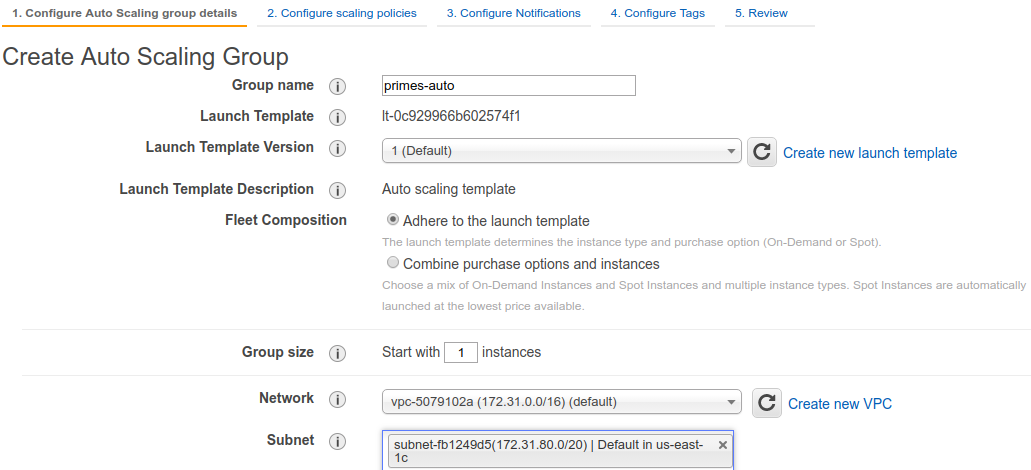 1. Configure Auto Scaling group details 2. Configure scaling policies 3. Configure Notifications 4. Configure Tags 5. Review
Create Auto Scaling Group
Group name i primes-auto
Launch Template i lt-0c929966b602574f1
Launch Template Version i 1 (Default) Create new launch template
Launch Template Description i Auto scaling template
Fleet Composition Adhere to the launch template
The launch template determines the instance type and purchase option (On-Demand or Spot).
Combine purchase options and instances
Choose a mix of On-Demand Instances and Spot Instances and multiple instance types. Spot Instances are automatically
launched at the lowest price available.
Group size i Start with 1 instances
Network i vpc-5079102a (172.31.0.0/16) (default) Create new VPC
Subnet i subnet-fb1249d5(172.31.80.0/20) | Default in us-east- ×
1c